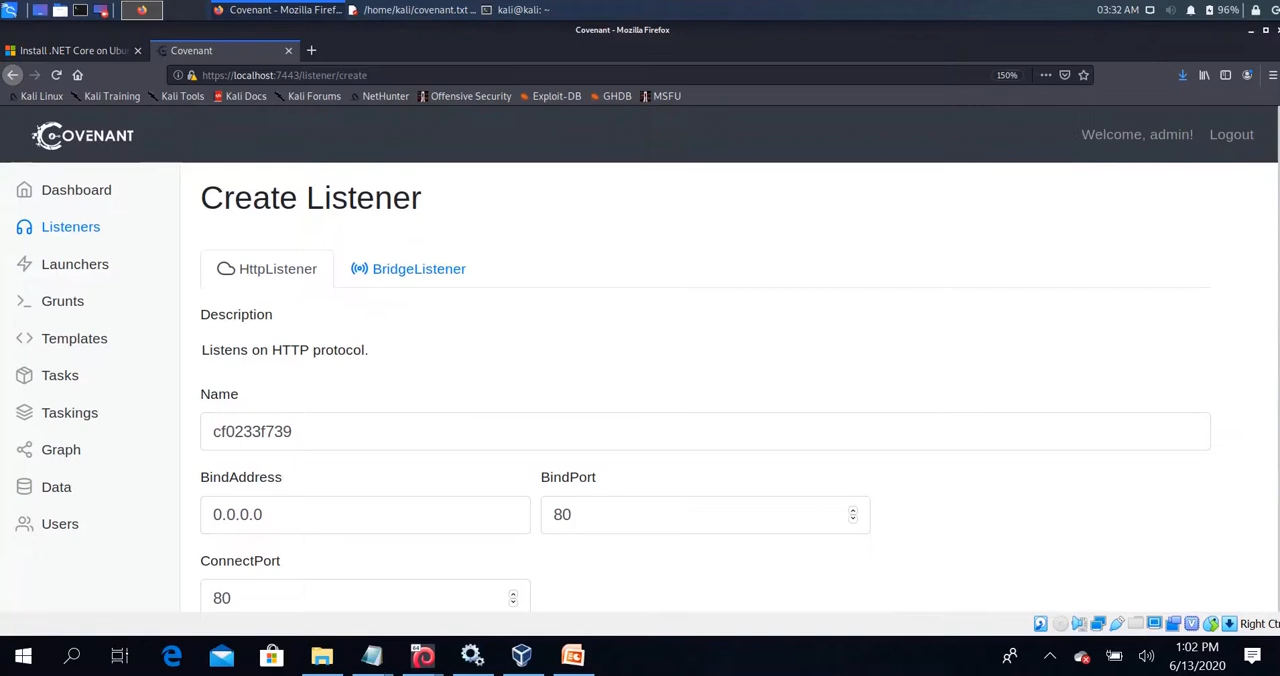 Covenant - Mozilla Firef...
/home/kali/covenant.txt ...
kali@kali: ~
03:32 AM
96%
Covenant - Mozilla Firefox
Install .NET Core on Ubu
Covenant
https://localhost:7443/listener/create
150%
Kali Linux
Kali Training
Kali Tools
Kali Docs
Kali Forums
NetHunter
Offensive Security
Exploit-DB
GHDB
MSFU
COVENANT
Welcome, admin!
Logout
Dashboard
Listeners
Launchers
Grunts
Templates
Tasks
Taskings
Graph
Data
Users
Create Listener
HttpListener
BridgeListener
Description
Listens on HTTP protocol.
Name
cf0233f739
BindAddress
BindPort
0.0.0.0
80
ConnectPort
80
Right Ct
1:02 PM
6/13/2020